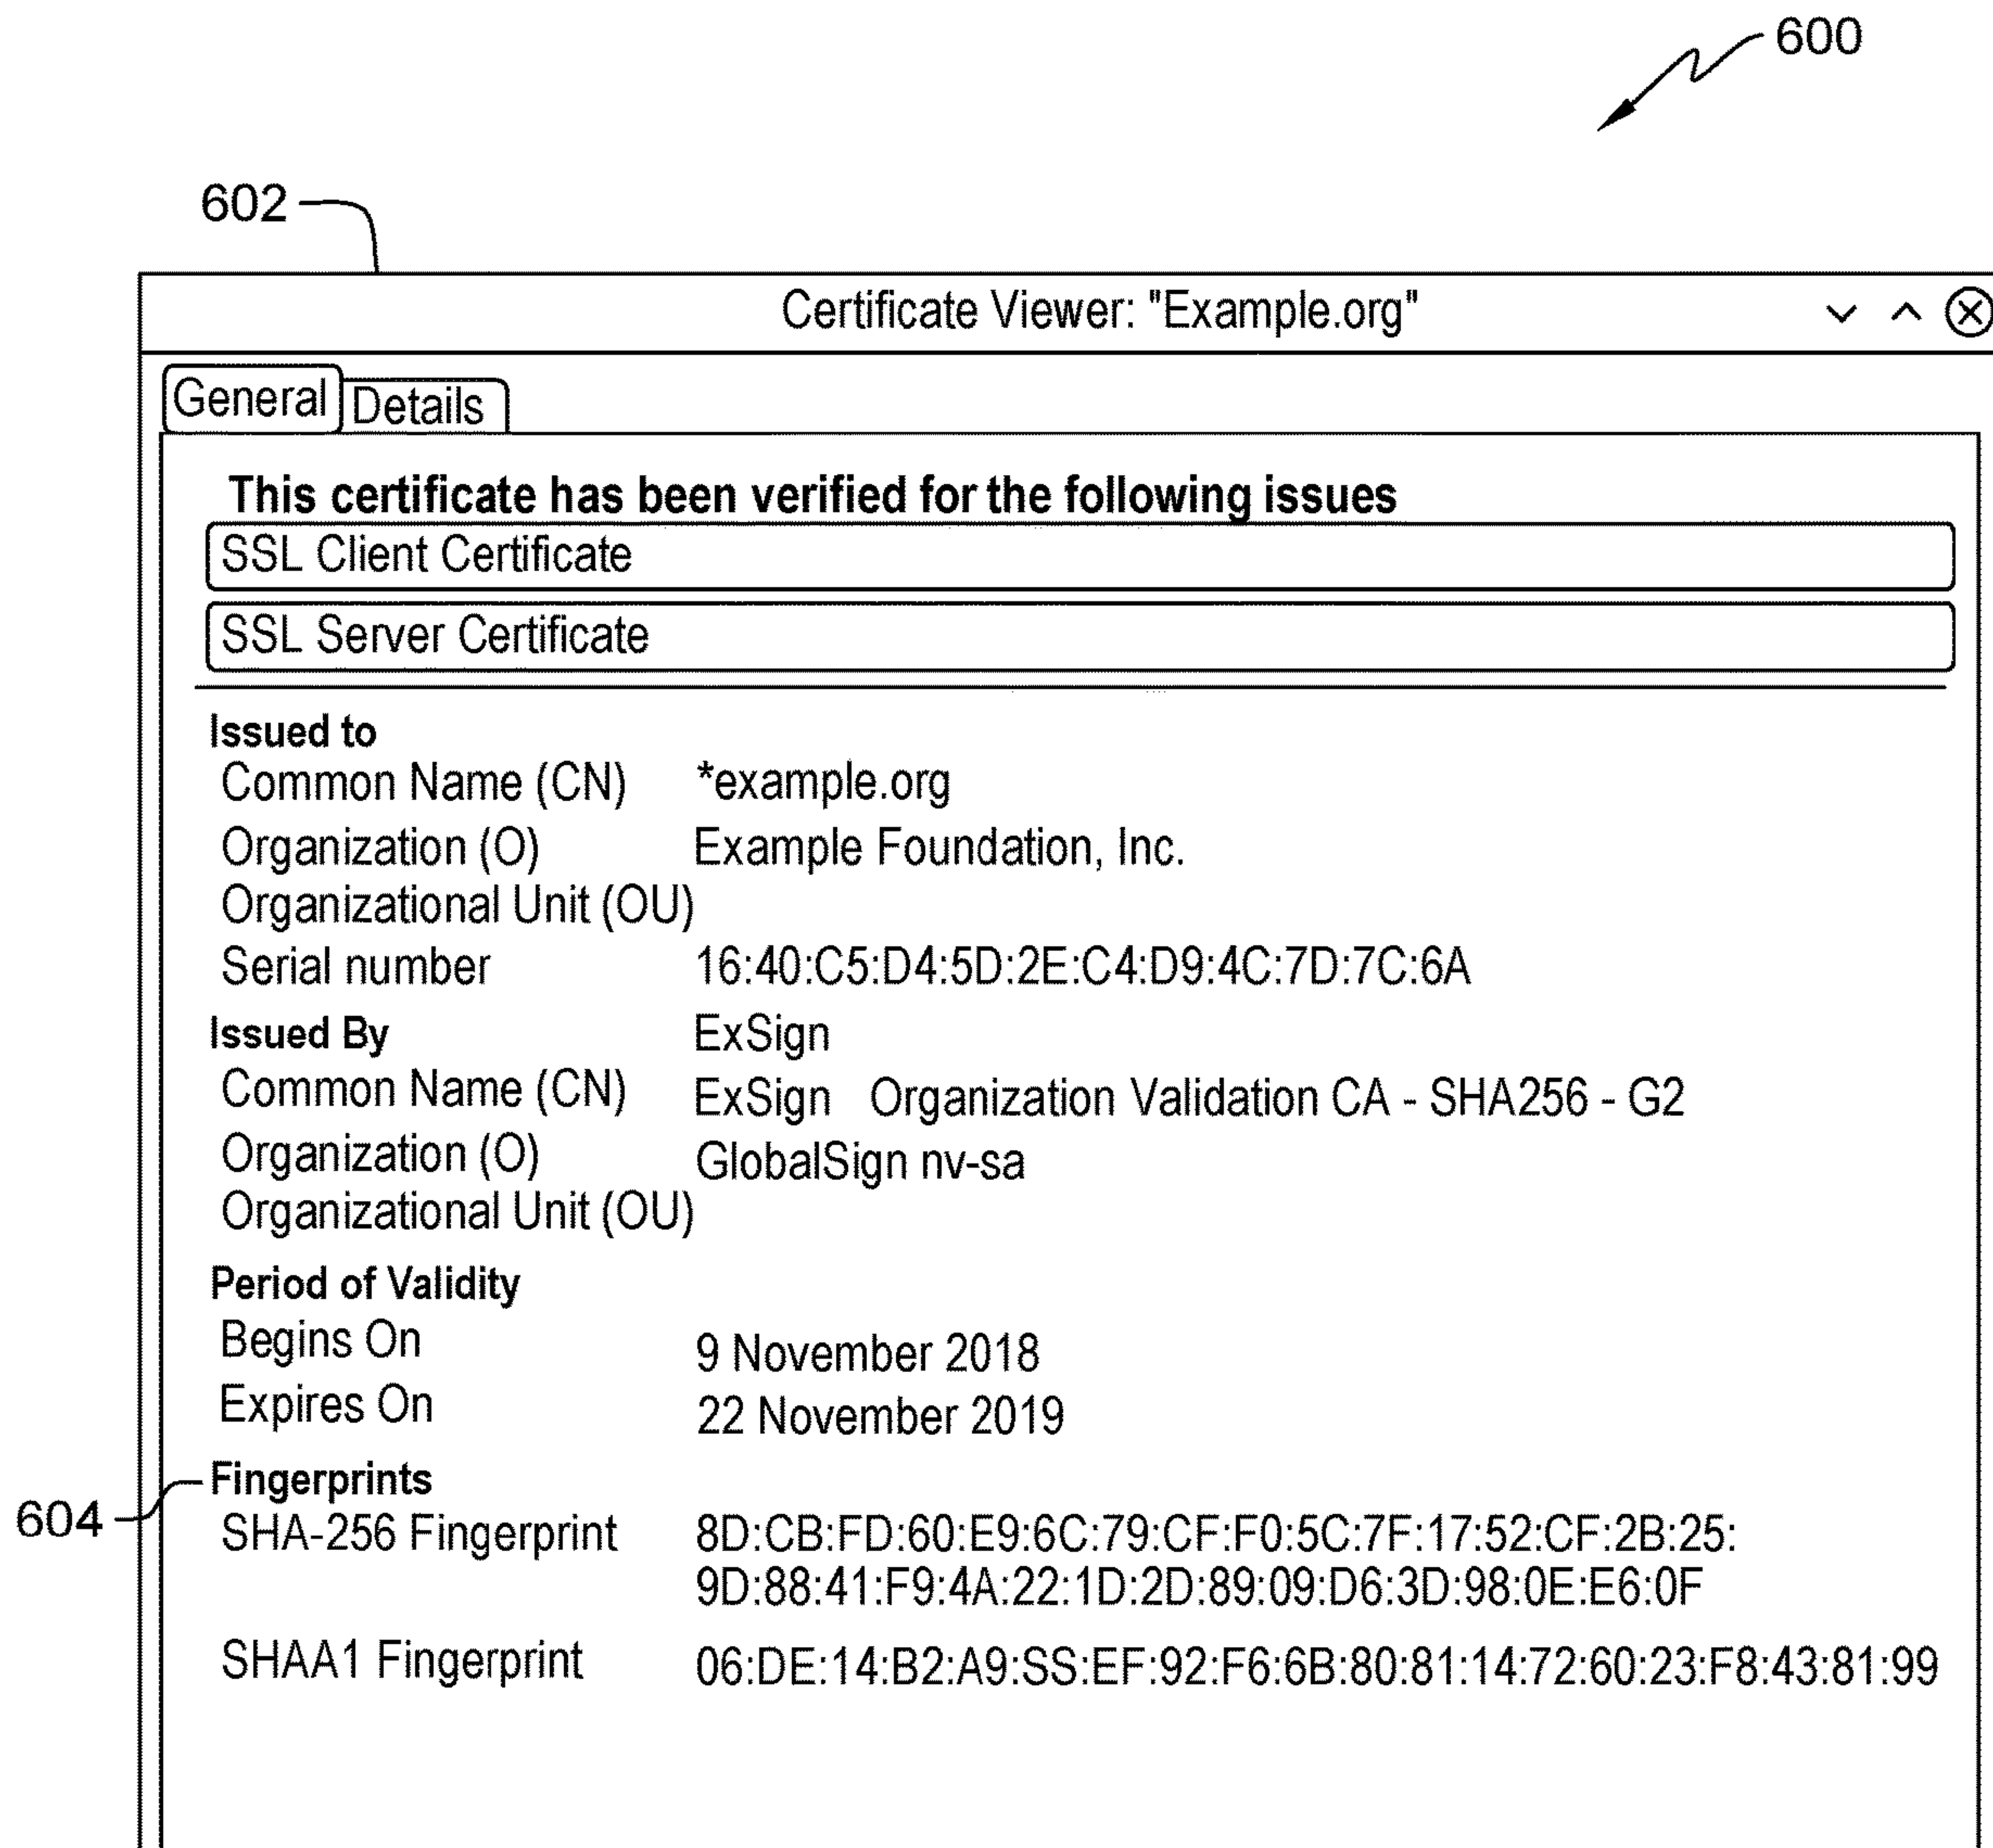 600
602
Certificate Viewer: "Example.org"
General Details
This certificate has been verified for the following issues
SSL Client Certificate
SSL Server Certificate
Issued to
Common Name (CN) *example.org
Organization (O) Example Foundation, Inc.
Organizational Unit (OU)
Serial number 16:40:C5:D4:5D:2E:C4:D9:4C:7D:7C:6A
Issued By ExSign
Common Name (CN) ExSign Organization Validation CA - SHA256 - G2
Organization (O) GlobalSign nv-sa
Organizational Unit (OU)
Period of Validity
Begins On 9 November 2018
Expires On 22 November 2019
Fingerprints
604
SHA-256 Fingerprint 8D:CB:FD:60:E9:6C:79:CF:F0:5C:7F:17:52:CF:2B:25:
9D:88:41:F9:4A:22:1D:2D:89:09:D6:3D:98:0E:E6:0F
SHAA1 Fingerprint 06:DE:14:B2:A9:SS:EF:92:F6:6B:80:81:14:72:60:23:F8:43:81:99